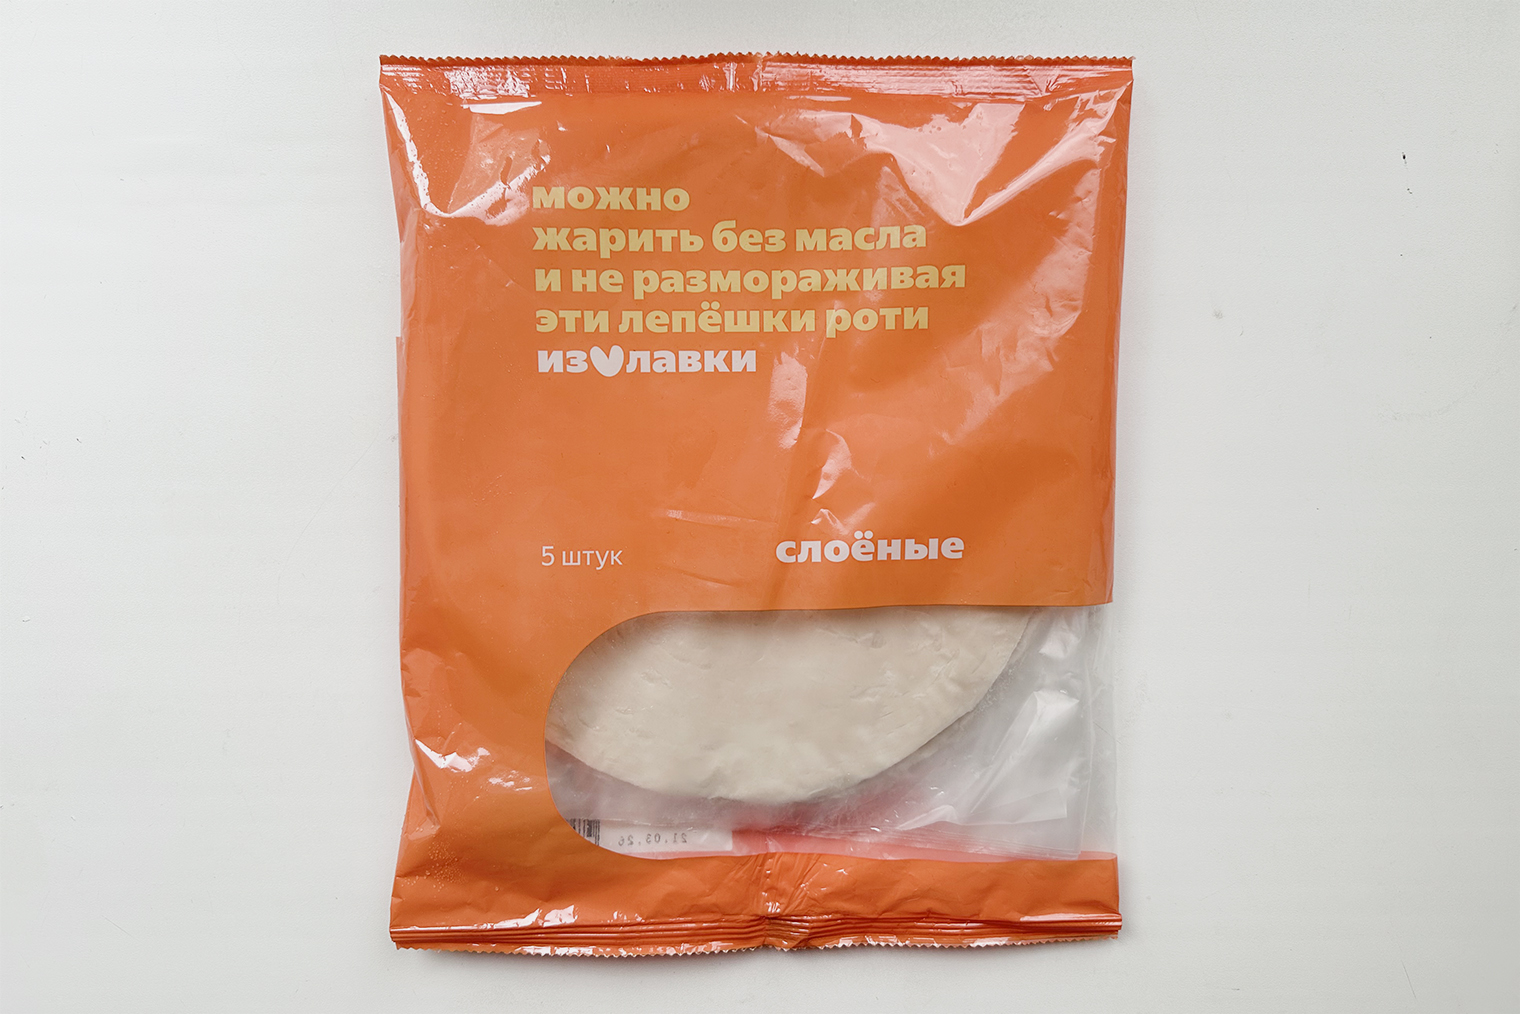 можно
жарить без масла
и не размораживая
эти лепёшки роти
из лавки
5 штук
слоёные
21.03.26